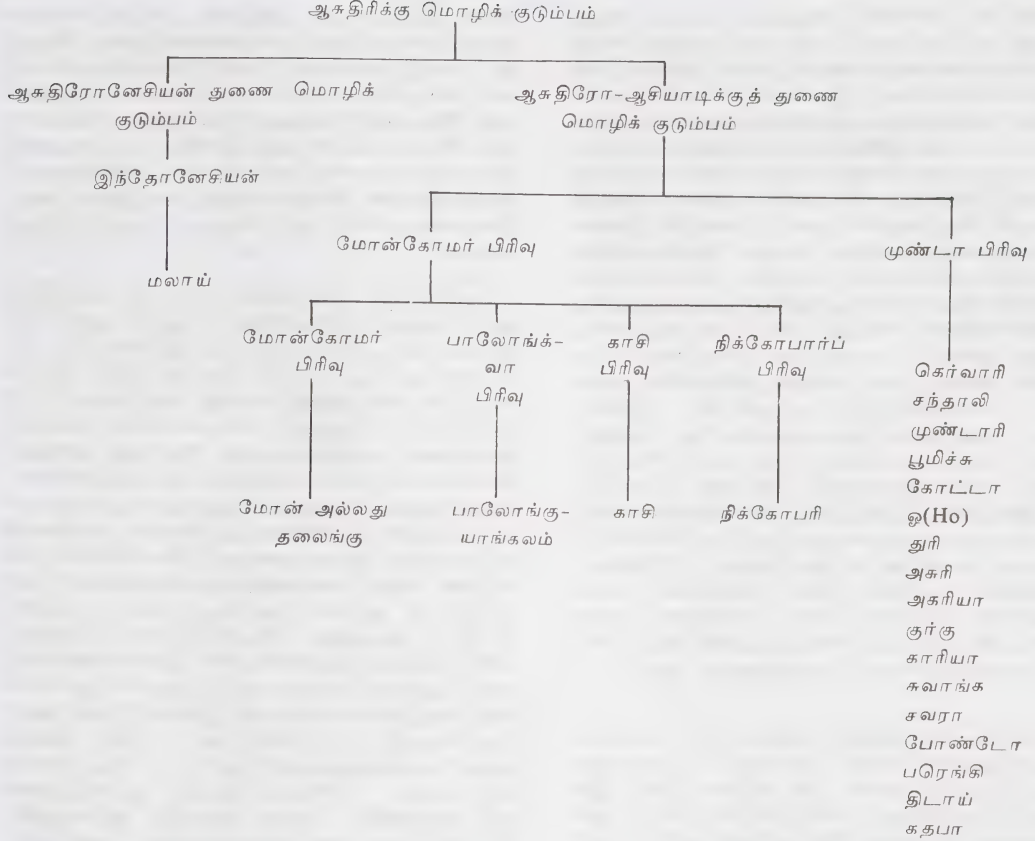 ஆசுதிரிக்கு மொழிக் குடும்பம்
ஆசுதிரோனேசியன் துணை மொழிக்
குடும்பம்
ஆசுதிரோ-ஆசியாடிக்குத் துணை
மொழிக் குடும்பம்
இந்தோனேசியன்
மலாய்
மோன்கோமர் பிரிவு
முண்டா பிரிவு
மோன்கோமர்
பிரிவு
பாலோங்க்-
வா
பிரிவு
காசி
பிரிவு
நிக்கோபார்ப்
பிரிவு
மோன் அல்லது
தலைங்கு
பாலோங்கு-
யாங்கலம்
காசி
நிக்கோபரி
கெர்வாரி
சந்தாலி
முண்டாரி
பூமிச்சு
கோட்டா
ஓ(Ho)
துரி
அசுரி
அகரியா
குர்கு
காரியா
சுவாங்க
சவரா
போண்டோ
பரெங்கி
திடாய்
கதபா